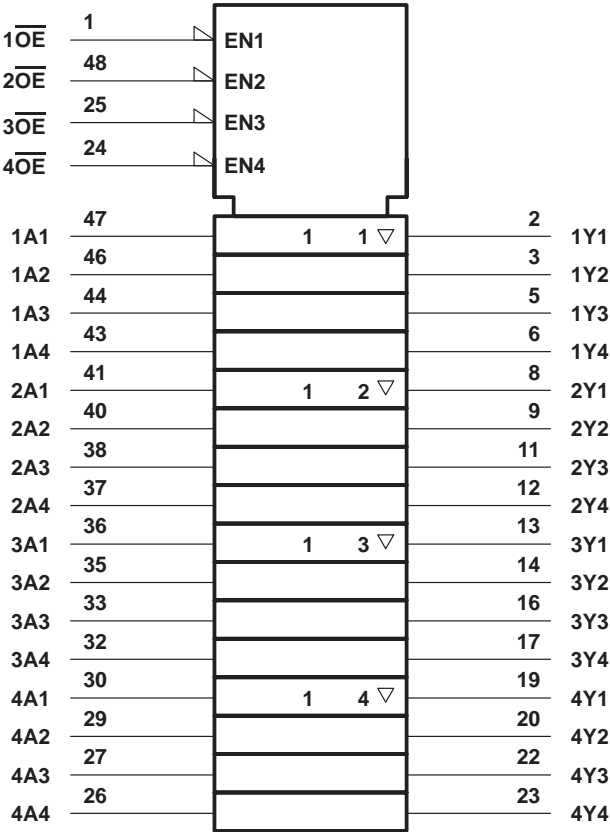 1O̅E̅ 1 EN1
2O̅E̅ 48 EN2
3O̅E̅ 25 EN3
4O̅E̅ 24 EN4
1A1 47 1 1 ▽ 2 1Y1
1A2 46 3 1Y2
1A3 44 5 1Y3
1A4 43 6 1Y4
2A1 41 1 2 ▽ 8 2Y1
2A2 40 9 2Y2
2A3 38 11 2Y3
2A4 37 12 2Y4
3A1 36 1 3 ▽ 13 3Y1
3A2 35 14 3Y2
3A3 33 16 3Y3
3A4 32 17 3Y4
4A1 30 1 4 ▽ 19 4Y1
4A2 29 20 4Y2
4A3 27 22 4Y3
4A4 26 23 4Y4